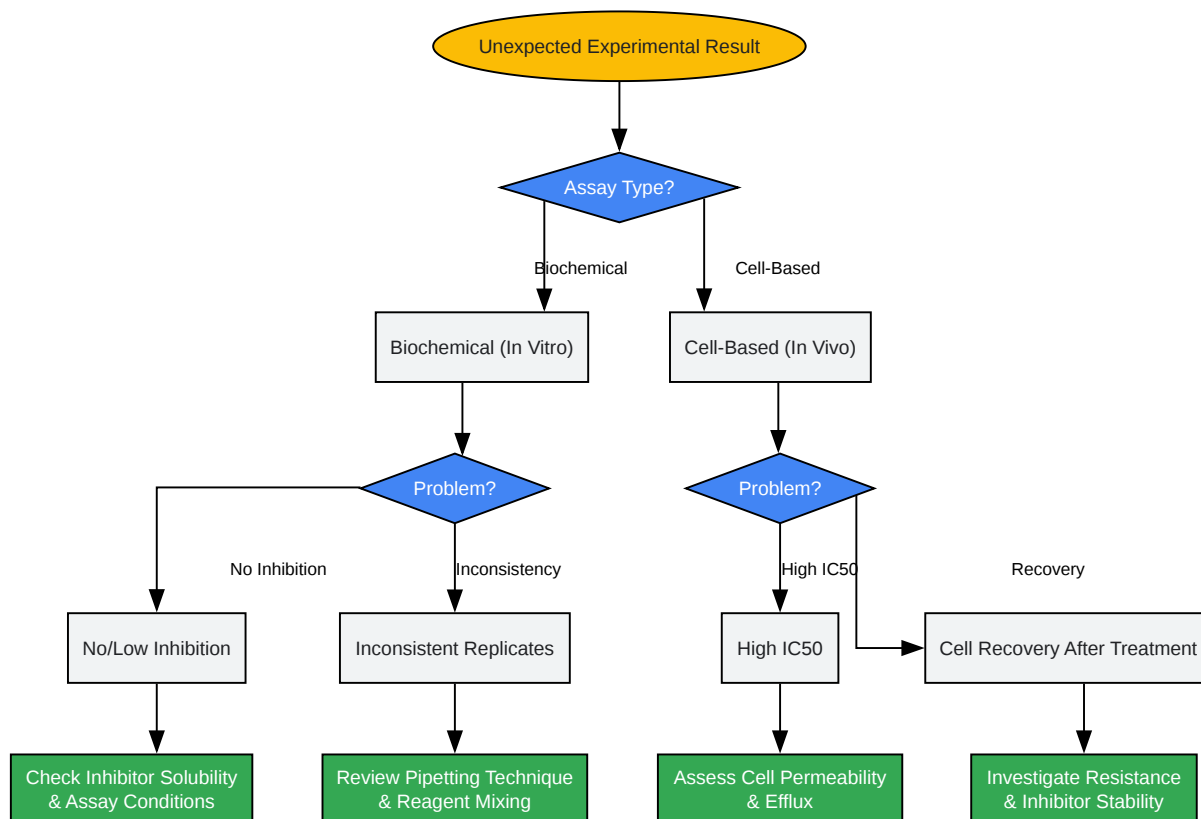 Unexpected Experimental Result
Assay Type?
Biochemical
Cell-Based
Biochemical (In Vitro)
Cell-Based (In Vivo)
Problem?
Problem?
No Inhibition
Inconsistency
High IC50
Recovery
No/Low Inhibition
Inconsistent Replicates
High IC50
Cell Recovery After Treatment
Check Inhibitor Solubility
& Assay Conditions
Review Pipetting Technique
& Reagent Mixing
Assess Cell Permeability
& Efflux
Investigate Resistance
& Inhibitor Stability